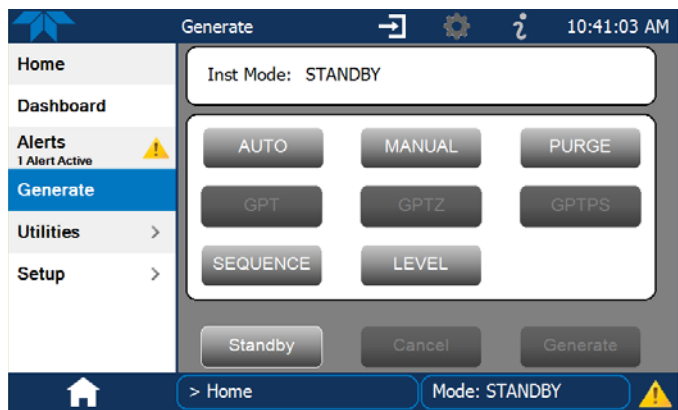 Generate 10:41:03 AM
Home
Inst Mode: STANDBY
Dashboard
Alerts
1 Alert Active
Generate
Utilities >
Setup >
AUTO MANUAL PURGE
GPT GPTZ GPTPS
SEQUENCE LEVEL
Standby Cancel Generate
> Home Mode: STANDBY